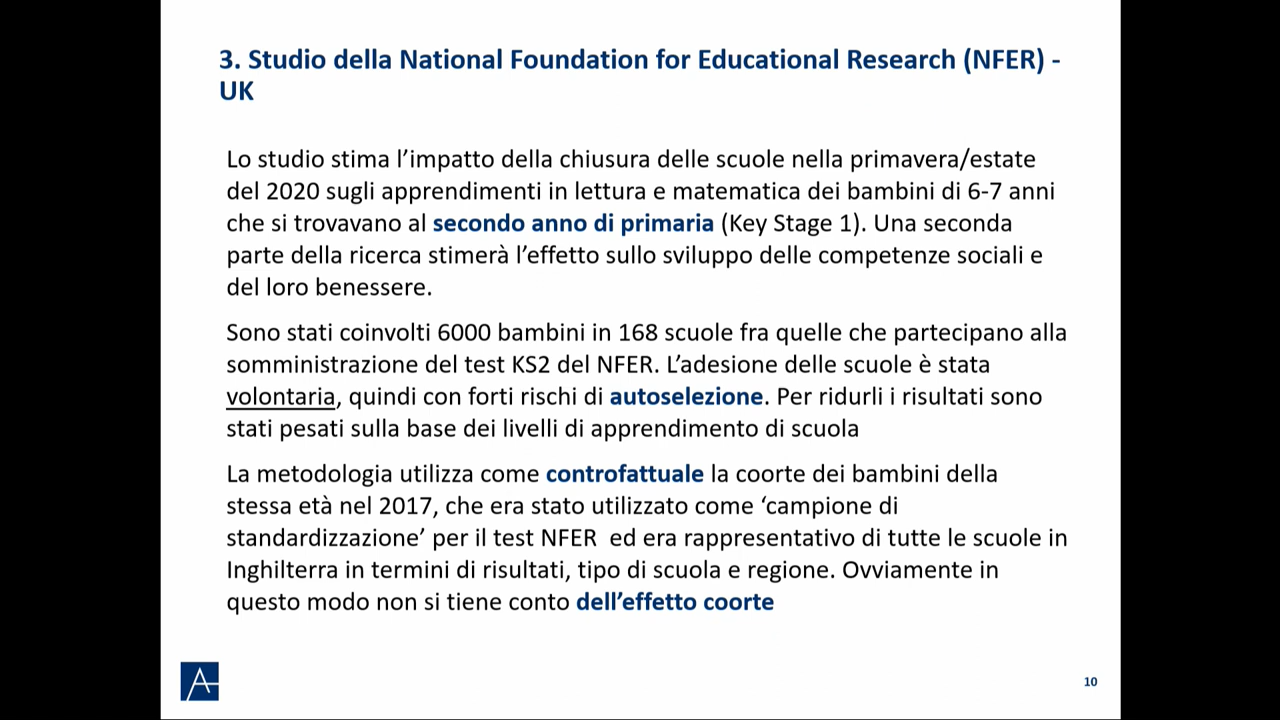 3. Studio della National Foundation for Educational Research (NFER) -
UK
Lo studio stima l’impatto della chiusura delle scuole nella primavera/estate
del 2020 sugli apprendimenti in lettura e matematica dei bambini di 6-7 anni
che si trovavano al secondo anno di primaria (Key Stage 1). Una seconda
parte della ricerca stimerà l’effetto sullo sviluppo delle competenze sociali e
del loro benessere.
Sono stati coinvolti 6000 bambini in 168 scuole fra quelle che partecipano alla
somministrazione del test KS2 del NFER. L’adesione delle scuole è stata
volontaria, quindi con forti rischi di autoselezione. Per ridurli i risultati sono
stati pesati sulla base dei livelli di apprendimento di scuola
La metodologia utilizza come controfattuale la coorte dei bambini della
stessa età nel 2017, che era stato utilizzato come ‘campione di
standardizzazione’ per il test NFER ed era rappresentativo di tutte le scuole in
Inghilterra in termini di risultati, tipo di scuola e regione. Ovviamente in
questo modo non si tiene conto dell’effetto coorte
10